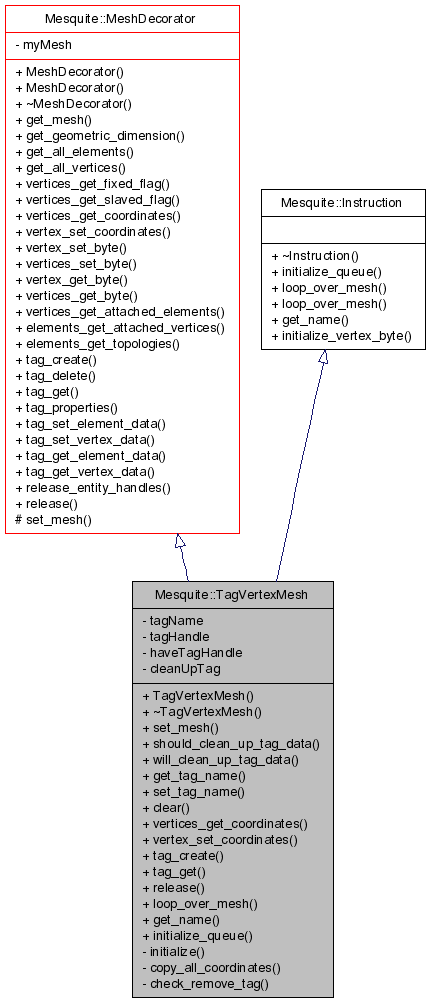 Mesquite::MeshDecorator
- myMesh
+ MeshDecorator()
+ MeshDecorator()
+ ~MeshDecorator()
+ get_mesh()
+ get_geometric_dimension()
+ get_all_elements()
+ get_all_vertices()
+ vertices_get_fixed_flag()
+ vertices_get_slaved_flag()
+ vertices_get_coordinates()
+ vertex_set_coordinates()
+ vertex_set_byte()
+ vertices_set_byte()
+ vertex_get_byte()
+ vertices_get_byte()
+ vertices_get_attached_elements()
+ elements_get_attached_vertices()
+ elements_get_topologies()
+ tag_create()
+ tag_delete()
+ tag_get()
+ tag_properties()
+ tag_set_element_data()
+ tag_set_vertex_data()
+ tag_get_element_data()
+ tag_get_vertex_data()
+ release_entity_handles()
+ release()
# set_mesh()
Mesquite::Instruction
+ ~Instruction()
+ initialize_queue()
+ loop_over_mesh()
+ loop_over_mesh()
+ get_name()
+ initialize_vertex_byte()
Mesquite::TagVertexMesh
- tagName
- tagHandle
- haveTagHandle
- cleanUpTag
+ TagVertexMesh()
+ ~TagVertexMesh()
+ set_mesh()
+ should_clean_up_tag_data()
+ will_clean_up_tag_data()
+ get_tag_name()
+ set_tag_name()
+ clear()
+ vertices_get_coordinates()
+ vertex_set_coordinates()
+ tag_create()
+ tag_get()
+ release()
+ loop_over_mesh()
+ get_name()
+ initialize_queue()
- initialize()
- copy_all_coordinates()
- check_remove_tag()